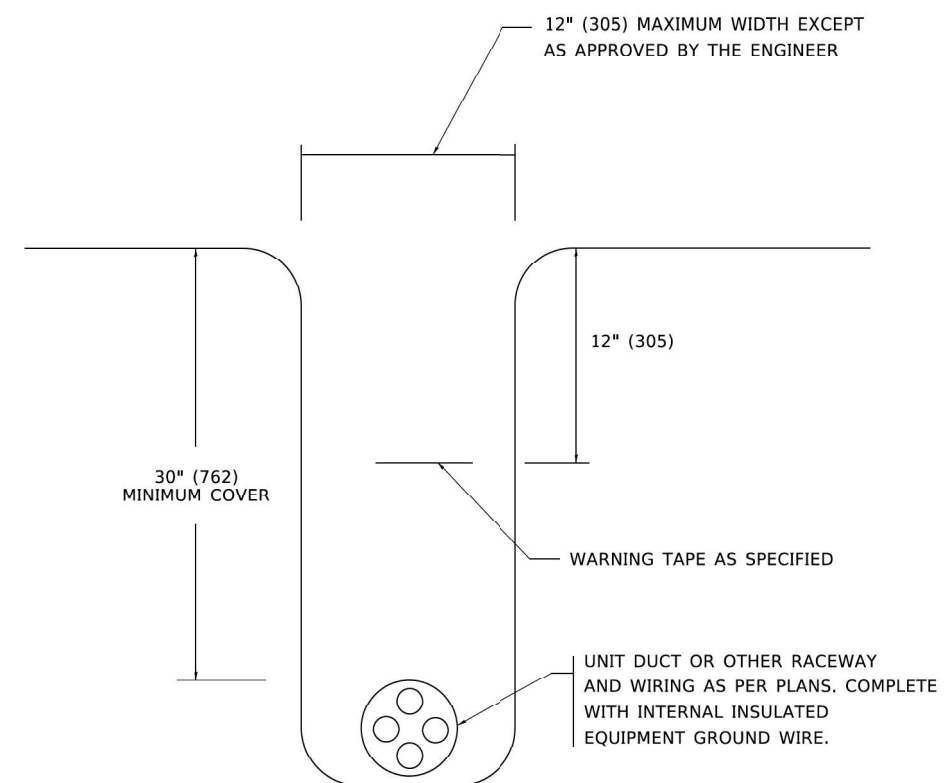 12" (305) MAXIMUM WIDTH EXCEPT
AS APPROVED BY THE ENGINEER
12" (305)
30" (762)
MINIMUM COVER
WARNING TAPE AS SPECIFIED
UNIT DUCT OR OTHER RACEWAY
AND WIRING AS PER PLANS. COMPLETE
WITH INTERNAL INSULATED
EQUIPMENT GROUND WIRE.